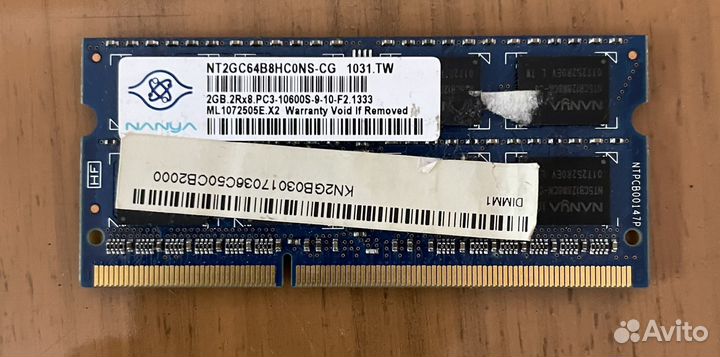 NT2GC64B8HC0NS-CG 1031.TW
2GB.2Rx8.PC3-10600S-9-10-F2.1333
ML1072505E.X2 Warranty Void If Removed
NANYA
HF
KN2GB03017036C50CB2000
DIMM1
NTPCB00147P
NANYA
NANYA
Avito